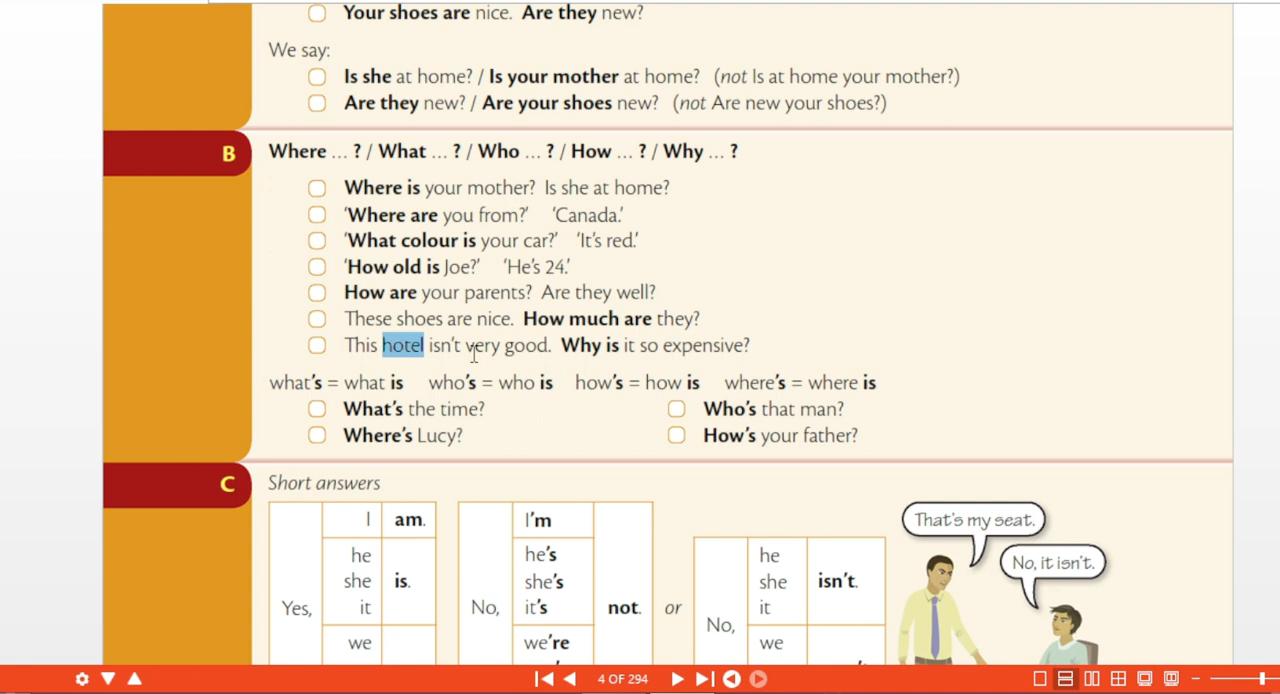 Your shoes are nice. Are they new?
We say:
Is she at home? / Is your mother at home? (not Is at home your mother?)
Are they new? / Are your shoes new? (not Are new your shoes?)
B
Where ... ? / What ... ? / Who ... ? / How ... ? / Why ... ?
Where is your mother? Is she at home?
‘Where are you from?’ ‘Canada.’
‘What colour is your car?’ ‘It’s red.’
‘How old is Joe?’ ‘He’s 24.’
How are your parents? Are they well?
These shoes are nice. How much are they?
This hotel isn’t very good. Why is it so expensive?
what’s = what is who’s = who is how’s = how is where’s = where is
What’s the time? Who’s that man?
Where’s Lucy? How’s your father?
C
Short answers
Yes,
I am.
he
she is.
it
we
No,
I’m
he’s
she’s
it’s not.
we’re
or
No,
he
she isn’t.
it
we
That’s my seat.
No, it isn’t.
4 OF 294